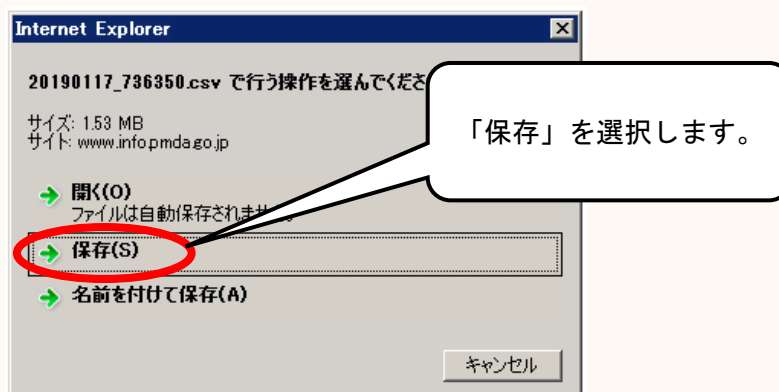 Internet Explorer
20190117_736350.csv で行う操作を選んでくださ
サイズ: 1.53 MB
サイト: www.info.pmda.go.jp
「保存」を選択します。
開く(O)
ファイルは自動保存されません。
保存(S)
名前を付けて保存(A)
キャンセル